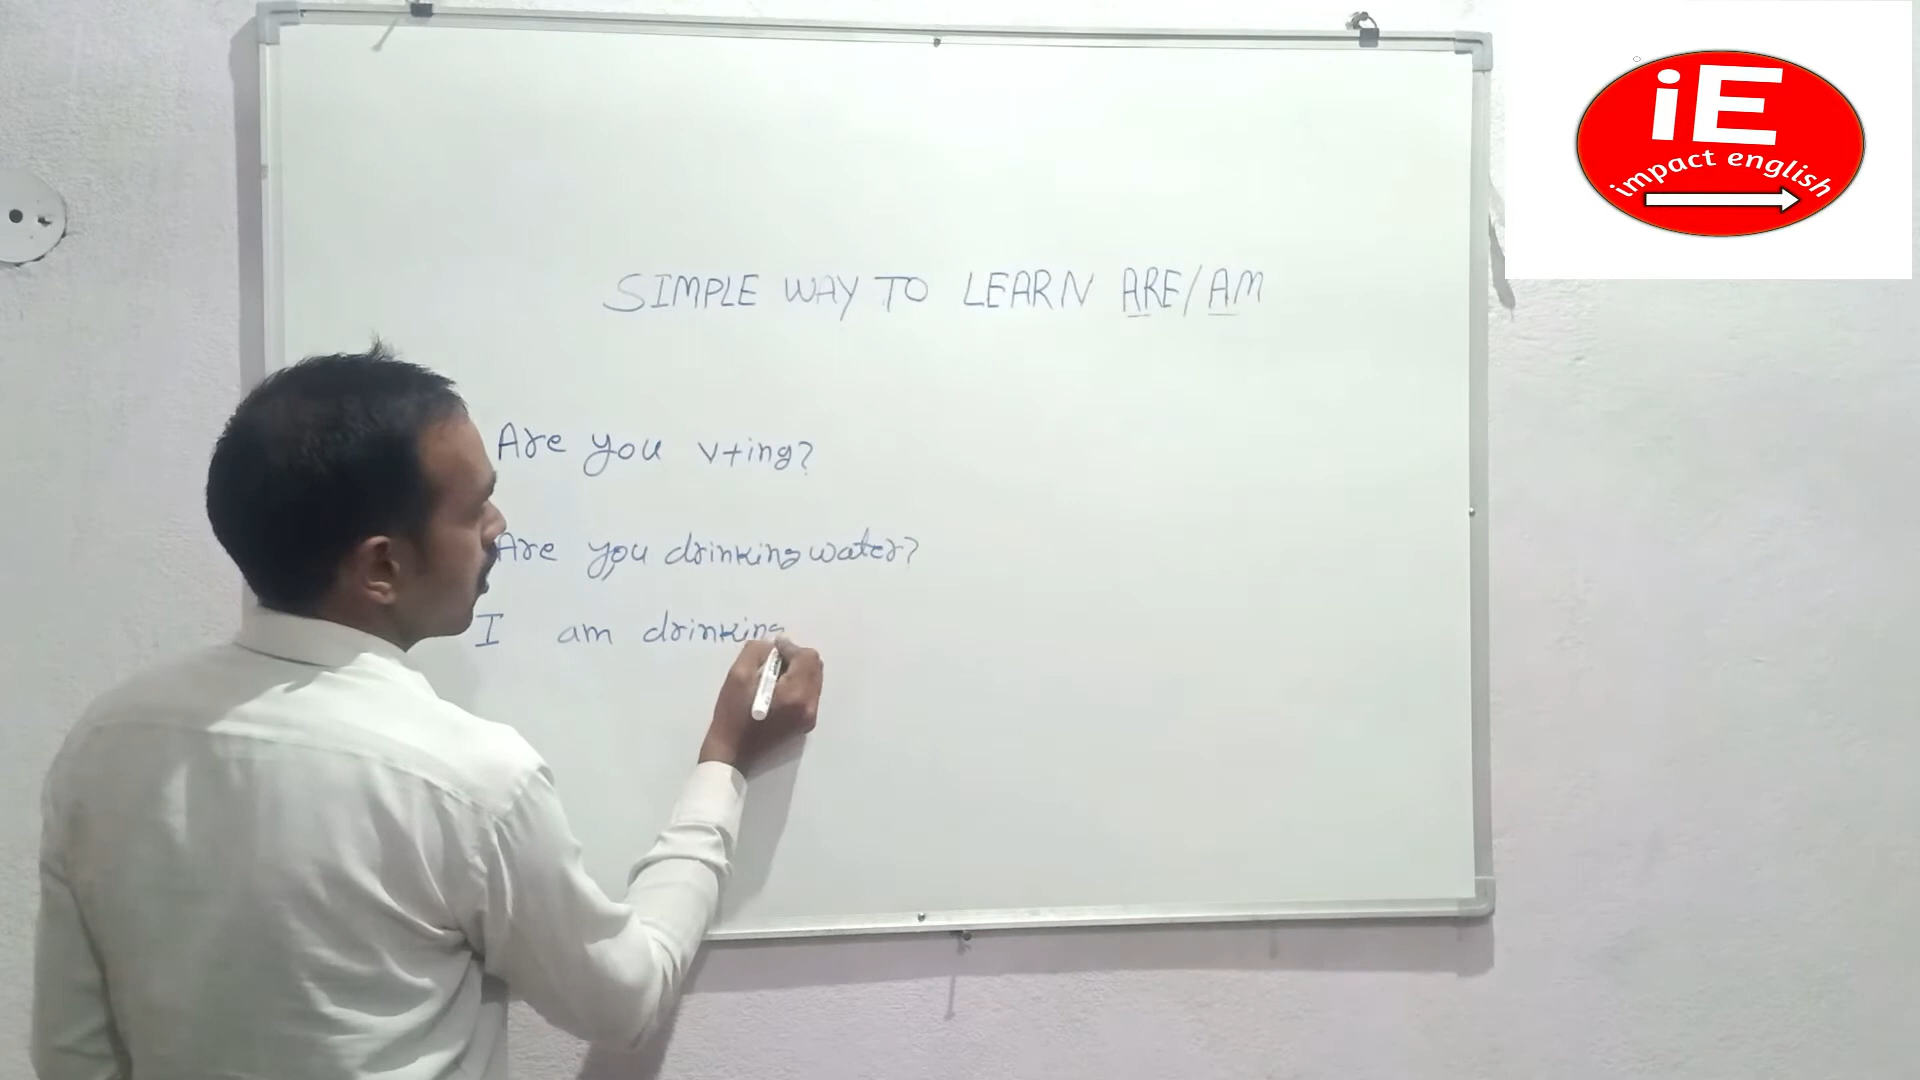 iE
impact english
SIMPLE WAY TO LEARN ARE/AM
Are you v+ing?
Are you drinking water?
I am drinking